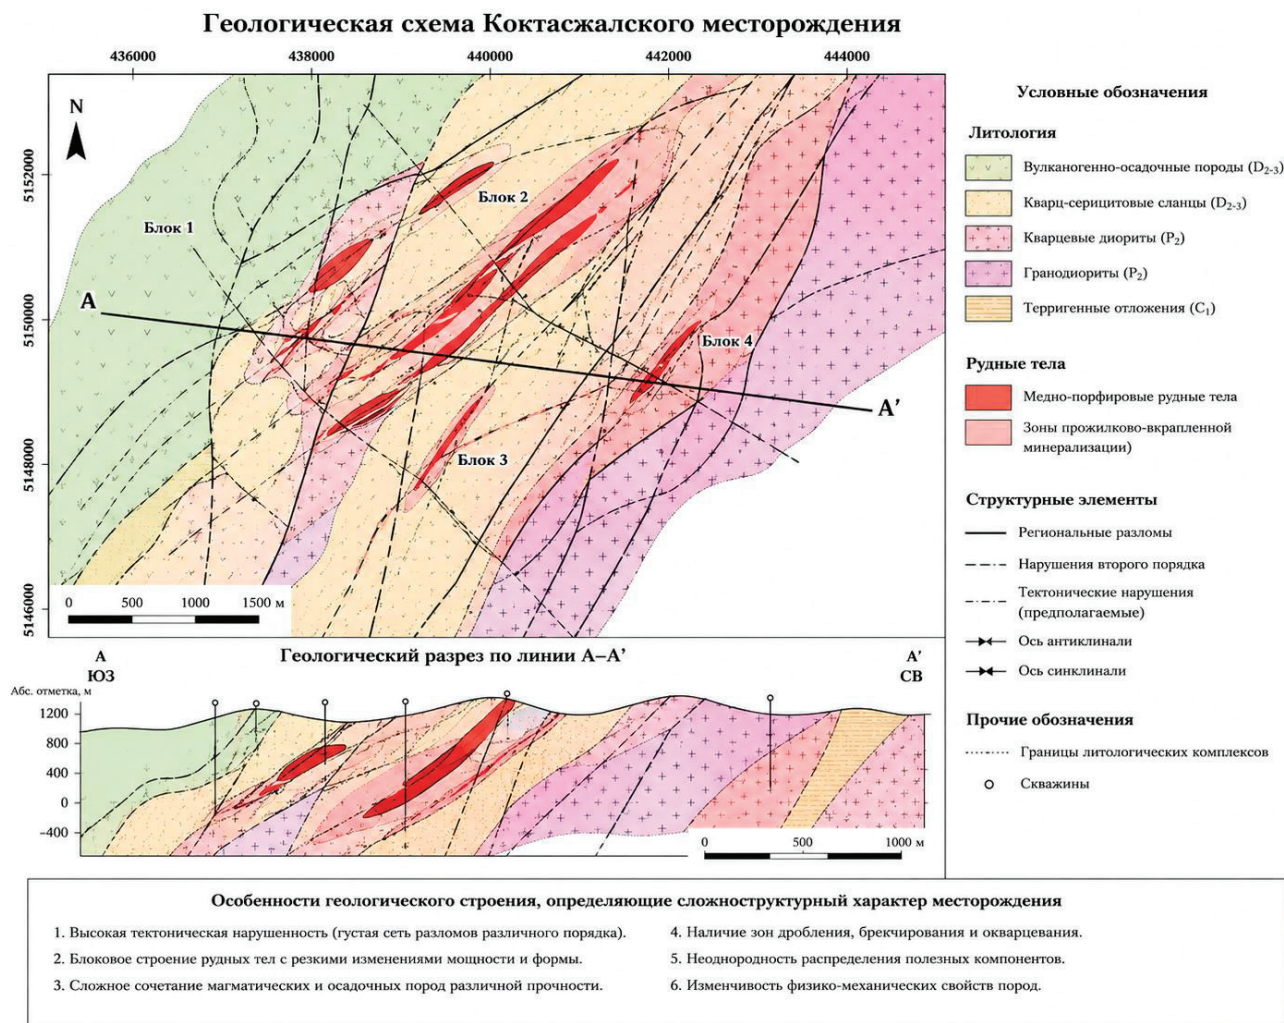 Геологическая схема Коктасжалского месторождения
436000 438000 440000 442000 444000
N
5152000
5150000
5148000
5146000
Блок 1
Блок 2
Блок 3
Блок 4
A
A'
0 500 1000 1500 м
Условные обозначения
Литология
Вулканогенно-осадочные породы (D₂₋₃)
Кварц-серицитовые сланцы (D₂₋₃)
Кварцевые диориты (P₂)
Гранодиориты (P₂)
Терригенные отложения (C₁)
Рудные тела
Медно-порфировые рудные тела
Зоны прожилково-вкрапленной
минерализации)
Структурные элементы
Региональные разломы
Нарушения второго порядка
Тектонические нарушения
(предполагаемые)
Ось антиклинали
Ось синклинали
Прочие обозначения
Границы литологических комплексов
Скважины
Геологический разрез по линии А–А'
А
ЮЗ
А'
СВ
Абс. отметка, м
1200
800
400
0
−400
0 500 1000 м
Особенности геологического строения, определяющие сложноструктурный характер месторождения
1. Высокая тектоническая нарушенность (густая сеть разломов различного порядка).
2. Блоковое строение рудных тел с резкими изменениями мощности и формы.
3. Сложное сочетание магматических и осадочных пород различной прочности.
4. Наличие зон дробления, брекчирования и окварцевания.
5. Неоднородность распределения полезных компонентов.
6. Изменчивость физико-механических свойств пород.